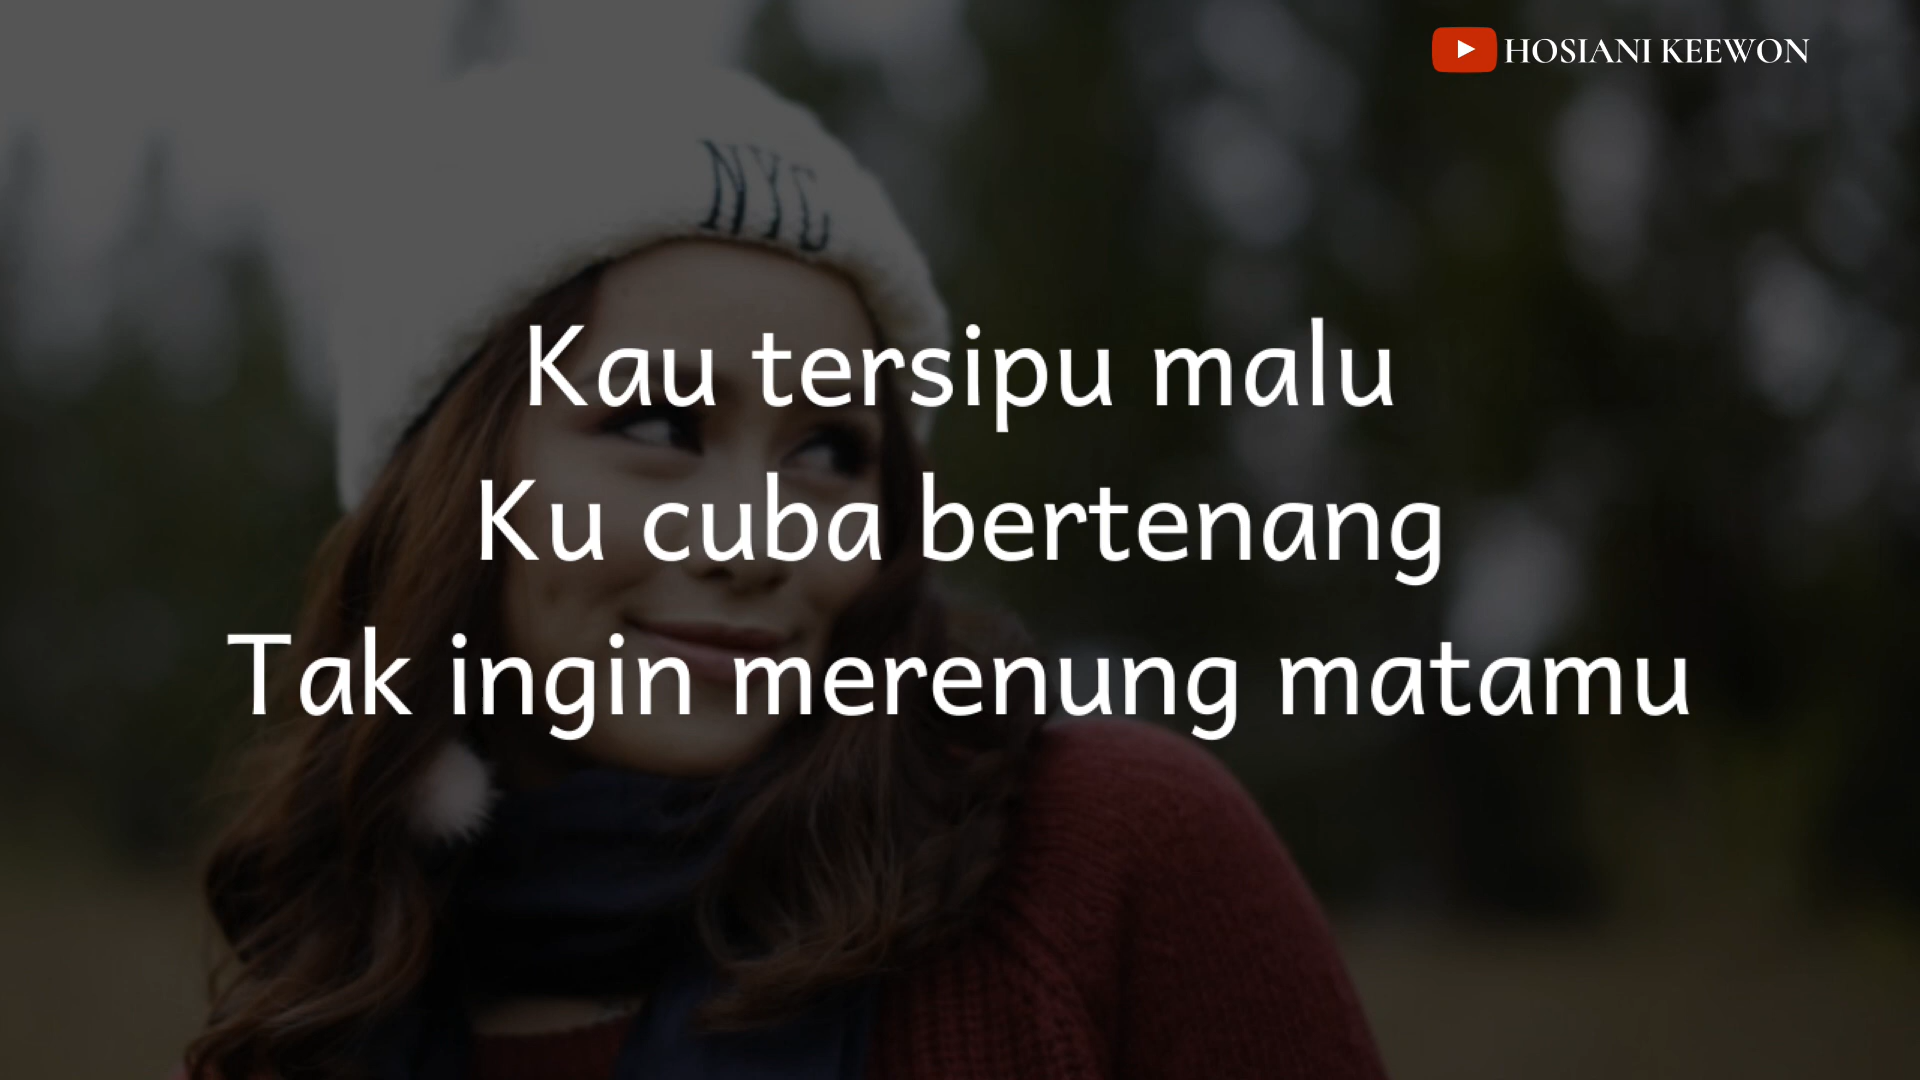 HOSIANI KEEWON
NYC
Kau tersipu malu
Ku cuba bertenang
Tak ingin merenung matamu